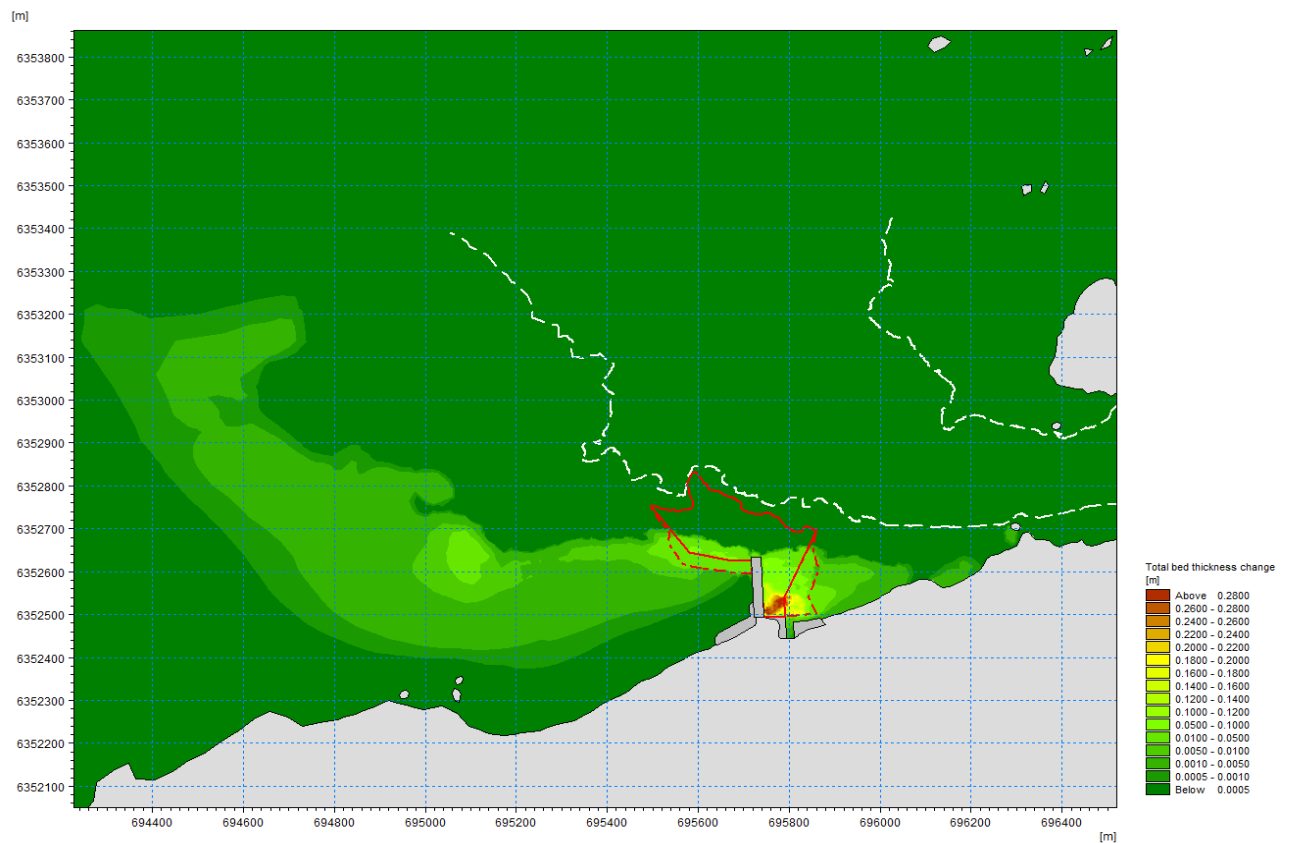 [m]
6353800
6353700
6353600
6353500
6353400
6353300
6353200
6353100
6353000
6352900
6352800
6352700
6352600
6352500
6352400
6352300
6352200
6352100
694400 694600 694800 695000 695200 695400 695600 695800 696000 696200 696400
[m]
Total bed thickness change
[m]
Above 0.2800
0.2600 - 0.2800
0.2400 - 0.2600
0.2200 - 0.2400
0.2000 - 0.2200
0.1800 - 0.2000
0.1600 - 0.1800
0.1400 - 0.1600
0.1200 - 0.1400
0.1000 - 0.1200
0.0500 - 0.1000
0.0100 - 0.0500
0.0050 - 0.0100
0.0010 - 0.0050
0.0005 - 0.0010
Below 0.0005